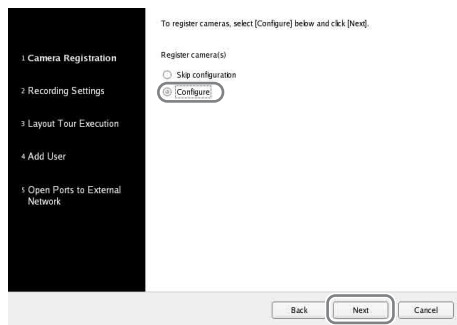 To register cameras, select [Configure] below and click [Next].
Register camera(s)
Skip configuration
Configure
1 Camera Registration
2 Recording Settings
3 Layout Tour Execution
4 Add User
5 Open Ports to External
Network
Back
Next
Cancel